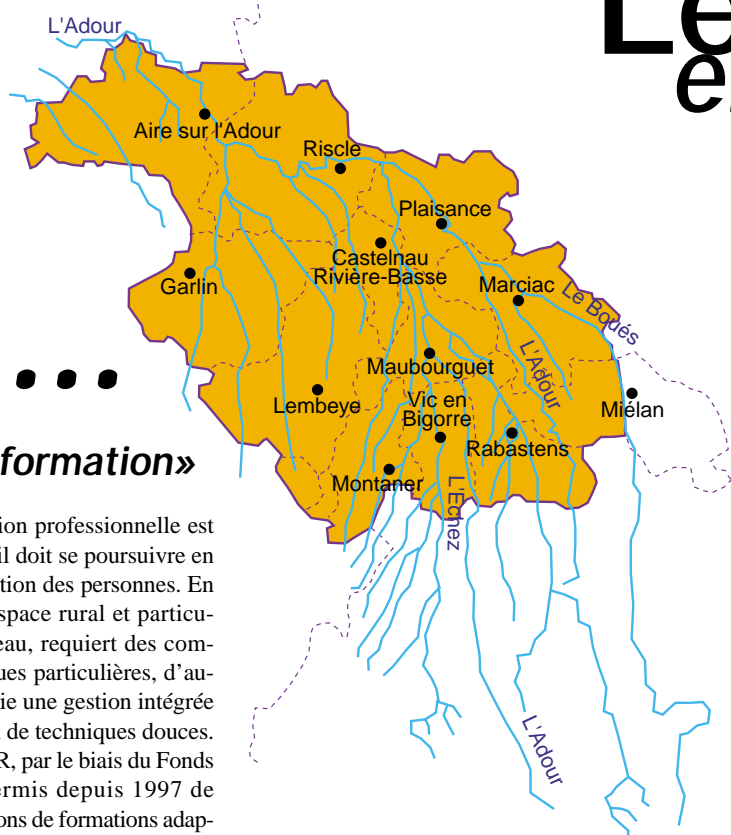 Le
e
L'Adour
Aire sur l'Adour
Riscle
Plaisance
Castelnau
Rivière-Basse
Garlin
Marciac
Le Boués
Maubourguet
L'Adour
Lembeye
Vic en
Bigorre
Miélan
Rabastens
Montaner
L'Echez
L'Adour
...
formation»
tion professionnelle est
il doit se poursuivre en
tion des personnes. En
space rural et particu-
eau, requiert des com-
ues particulières, d'au-
ie une gestion intégrée
de techniques douces.
R, par le biais du Fonds
ermis depuis 1997 de
ons de formations adap-